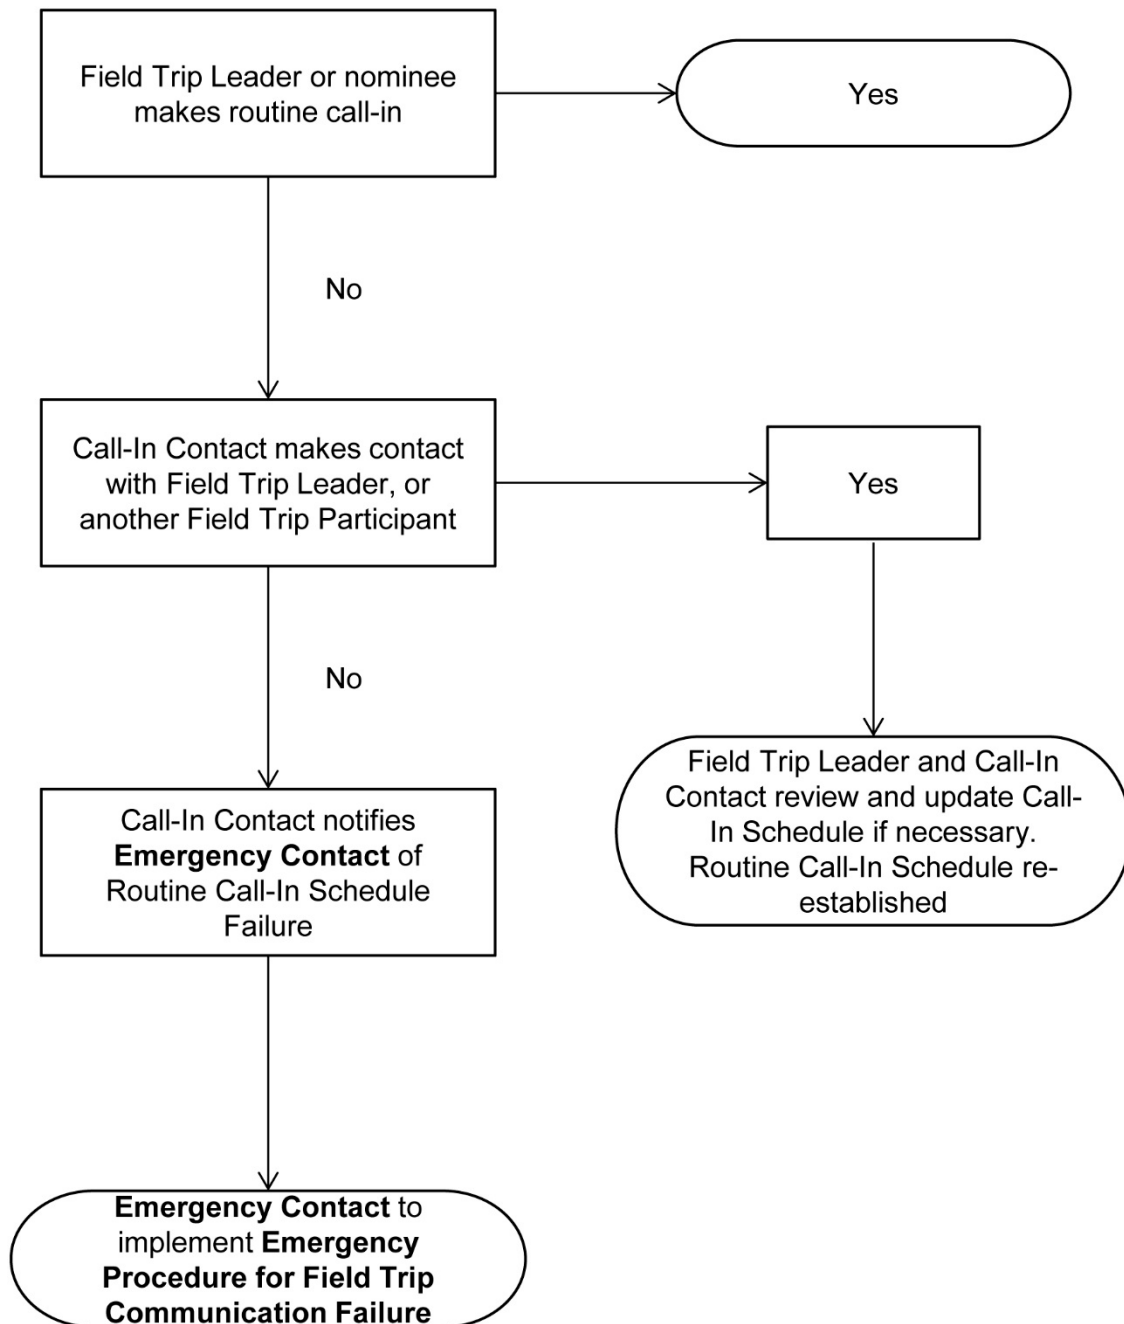 Field Trip Leader or nominee
makes routine call-in
Yes
No
Call-In Contact makes contact
with Field Trip Leader, or
another Field Trip Participant
Yes
No
Field Trip Leader and Call-In
Contact review and update Call-
In Schedule if necessary.
Routine Call-In Schedule re-
established
Call-In Contact notifies
Emergency Contact of
Routine Call-In Schedule
Failure
Emergency Contact to
implement Emergency
Procedure for Field Trip
Communication Failure